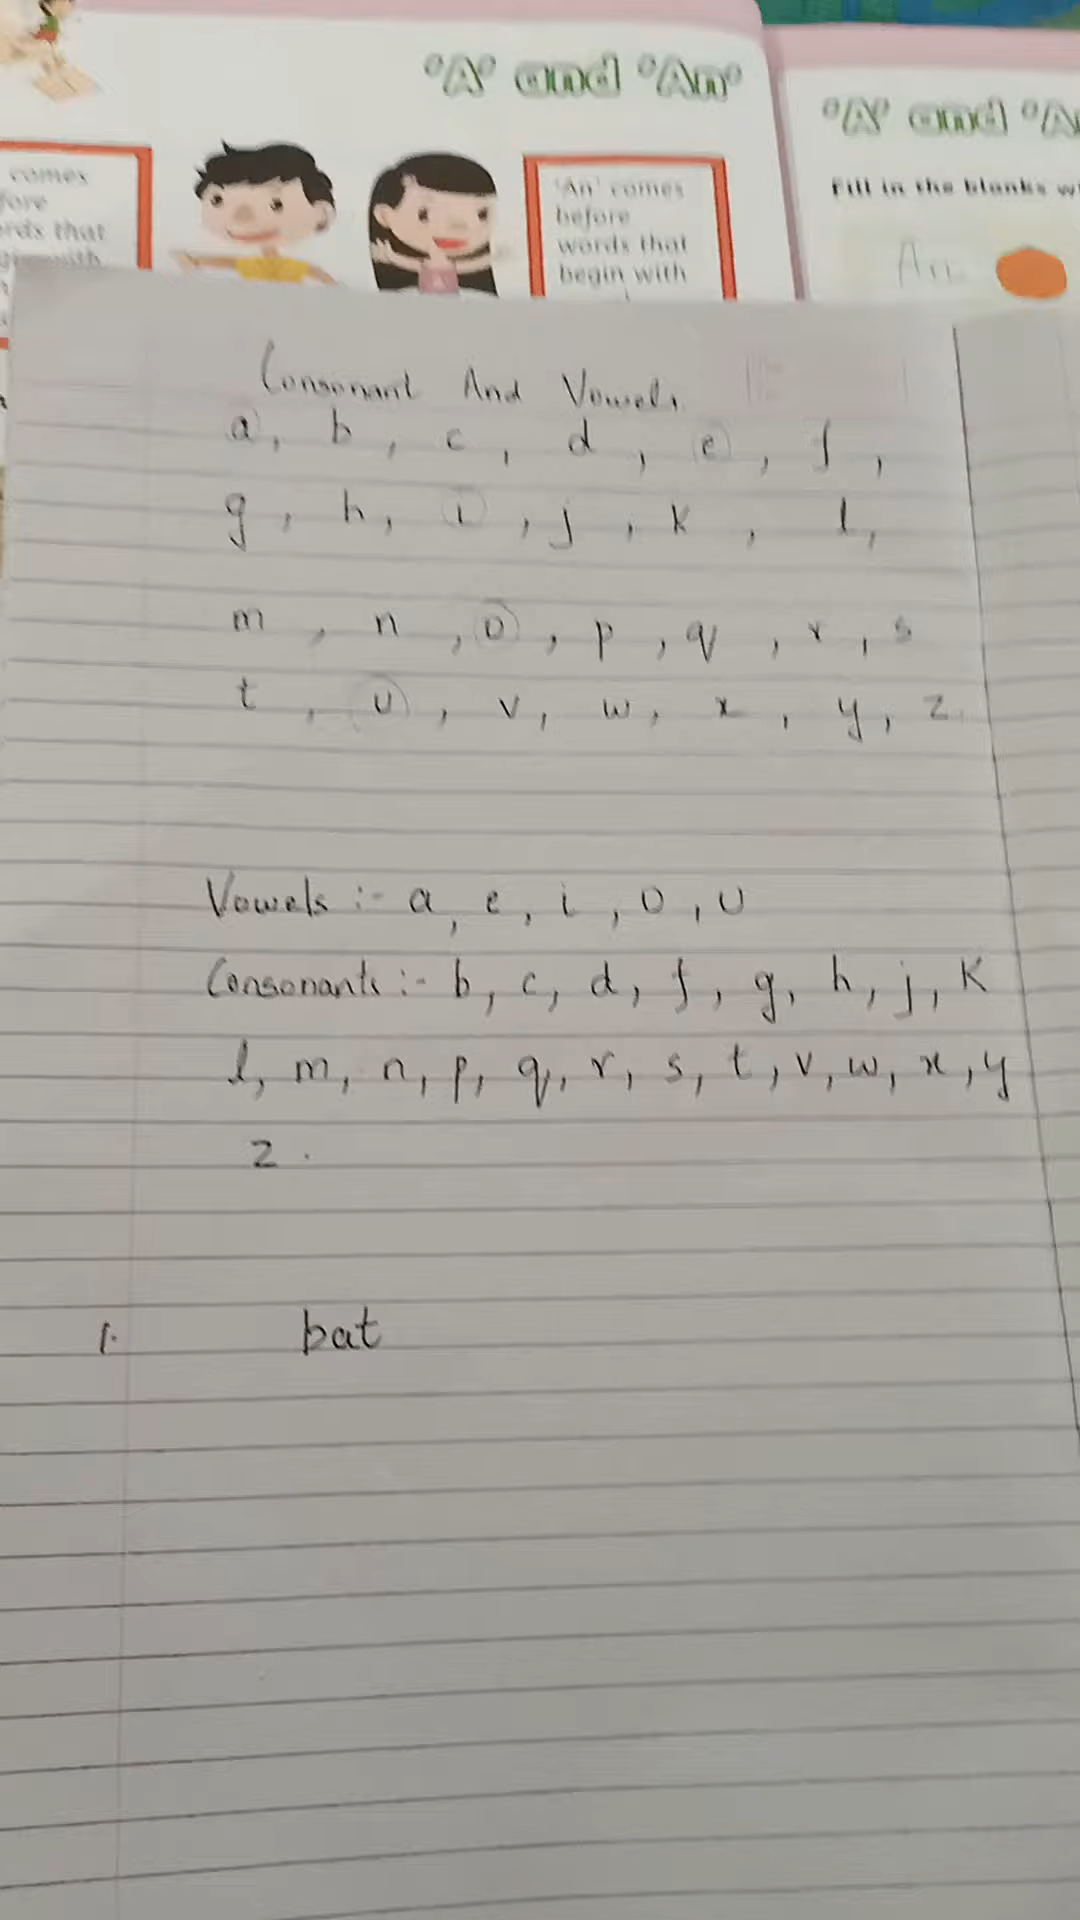 'A' and 'An'
comes
fore
rds that
'An' comes
before
words that
begin with
'A' and 'A
Fill in the blanks w
An
Consonant And Vowels
a, b, c, d, e, f,
g, h, i, j, k, l,
m, n, o, p, q, r, s
t, u, v, w, x, y, z
Vowels :- a, e, i, o, u
Consonants :- b, c, d, f, g, h, j, k
l, m, n, p, q, r, s, t, v, w, x, y
z.
1. bat